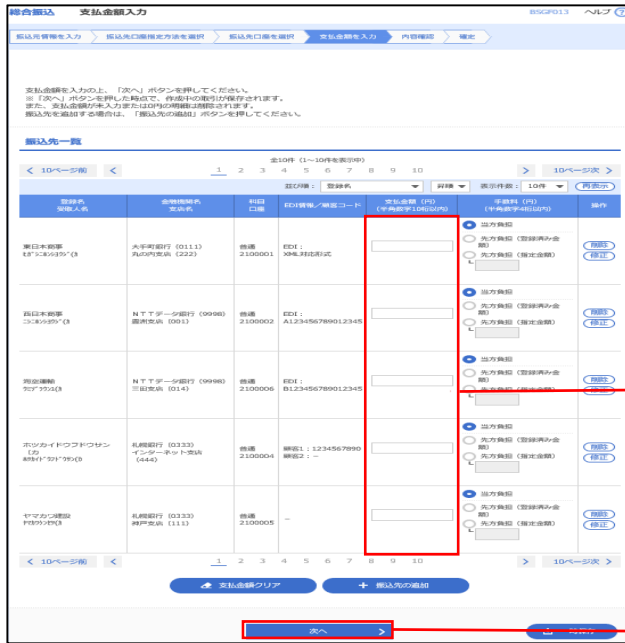 総合振込 支払金額入力 BSGF013 ヘルプ ?
振込元情報を入力 振込先口座指定方法を選択 振込先口座を選択 支払金額を入力 内容確認 確定
支払金額を入力の上、「次へ」ボタンを押してください。
※「次へ」ボタンを押した時点で、作成中の取引が保存されます。
また、支払金額が未入力または0円の明細は削除されます。
振込先を追加する場合は、「振込先の追加」ボタンを押してください。
振込先一覧
全10件（1～10件を表示中）
10ページ前 1 2 3 4 5 6 7 8 9 10 10ページ次
並び順： 登録名 昇順 表示件数： 10件 再表示
登録名 金融機関名 科目 EDI情報／顧客コード 支払金額（円） 手数料（円） 操作
受取人名 支店名 口座 （半角数字10桁以内） （半角数字4桁以内）
当方負担
東日本商事 大手町銀行（0111） 普通 EDI： 先方負担（登録済み金額） 削除
丸の内支店（222） 2100001 XML対応形式 先方負担（指定金額） 修正
当方負担
百日商事 NTTデータ銀行（9998） 普通 EDI： 先方負担（登録済み金額） 削除
豊洲支店（001） 2100002 A123456789012345 先方負担（指定金額） 修正
当方負担
NTTデータ銀行（9998） 普通 EDI： 先方負担（登録済み金額） 削除
三田支店（014） 2100006 B123456789012345 先方負担（指定金額） 修正
当方負担
ホツカイドウフドウサン（カ 札幌銀行（0333） 普通 顧客1：1234567890 先方負担（登録済み金額） 削除
インターネット支店（444） 2100004 顧客2：－ 先方負担（指定金額） 修正
当方負担
ヤマカワ建設 札幌銀行（0333） 普通 － 先方負担（登録済み金額） 削除
神戸支店（111） 2100005 先方負担（指定金額） 修正
10ページ前 1 2 3 4 5 6 7 8 9 10 10ページ次
支払金額クリア ＋ 振込先の追加
次へ